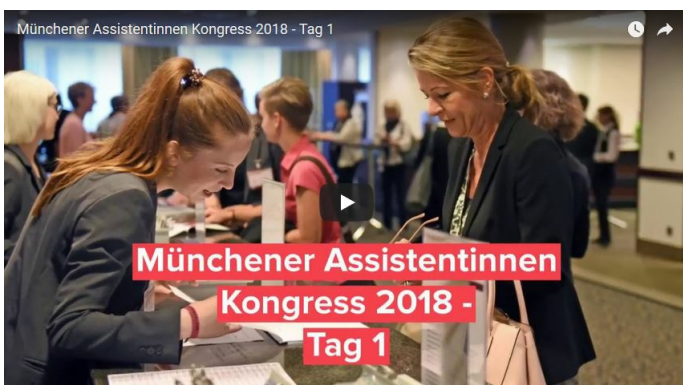 Münchener Assistentinnen Kongress 2018 - Tag 1
Münchener Assistentinnen
Kongress 2018 -
Tag 1